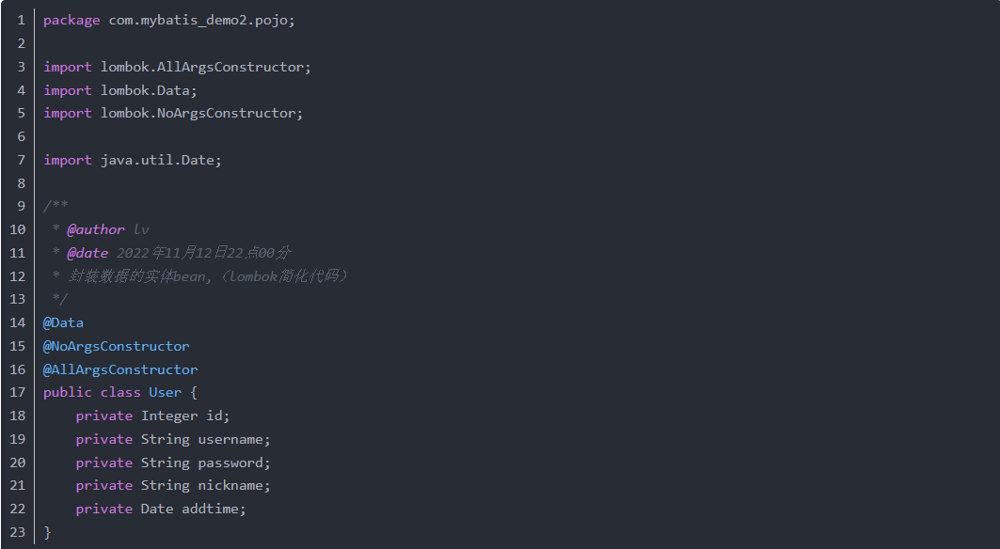 1 package com.mybatis_demo2.pojo;
2
3 import lombok.AllArgsConstructor;
4 import lombok.Data;
5 import lombok.NoArgsConstructor;
6
7 import java.util.Date;
8
9 /**
10  * @author lv
11  * @date 2022年11月12日22点00分
12  * 封装数据的实体bean,（lombok简化代码）
13  */
14 @Data
15 @NoArgsConstructor
16 @AllArgsConstructor
17 public class User {
18     private Integer id;
19     private String username;
20     private String password;
21     private String nickname;
22     private Date addtime;
23 }